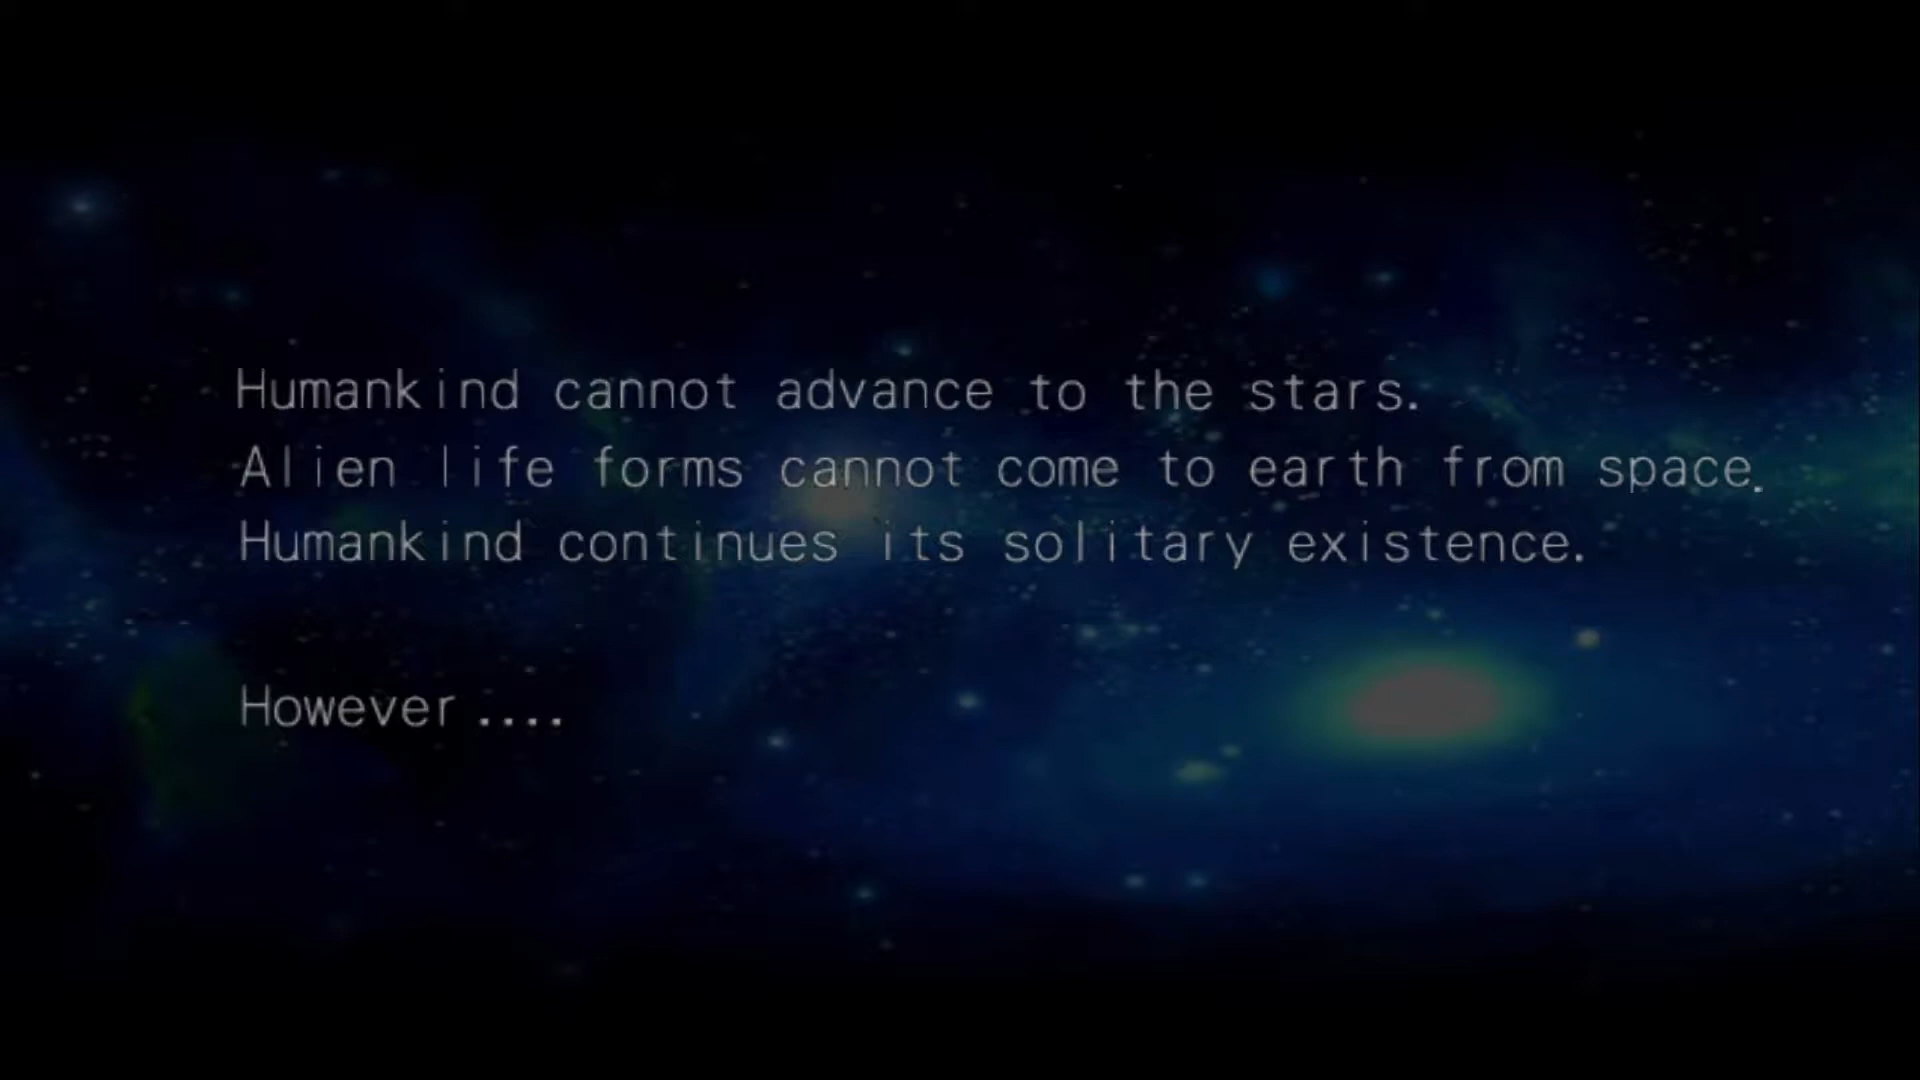 Humankind cannot advance to the stars.
Alien life forms cannot come to earth from space.
Humankind continues its solitary existence.
However ....